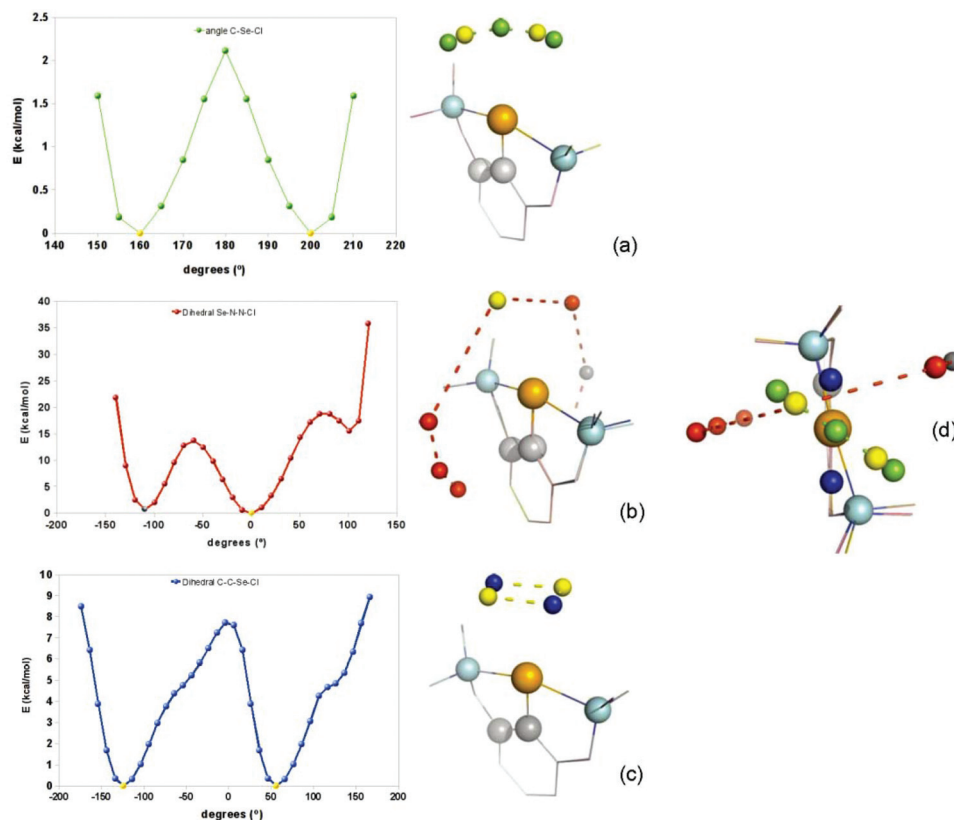 angle C-Se-Cl
E (kcal/mol)
2.5
2
1.5
1
0.5
0
140 150 160 170 180 190 200 210 220
degrees (º)
(a)
Dihedral Se-N-N-Cl
E (kcal/mol)
40
35
30
25
20
15
10
5
0
-200 -150 -100 -50 0 50 100 150
degrees (º)
(b)
(d)
Dihedral C-C-Se-Cl
E (kcal/mol)
10
9
8
7
6
5
4
3
2
1
0
-200 -150 -100 -50 0 50 100 150 200
degrees (º)
(c)